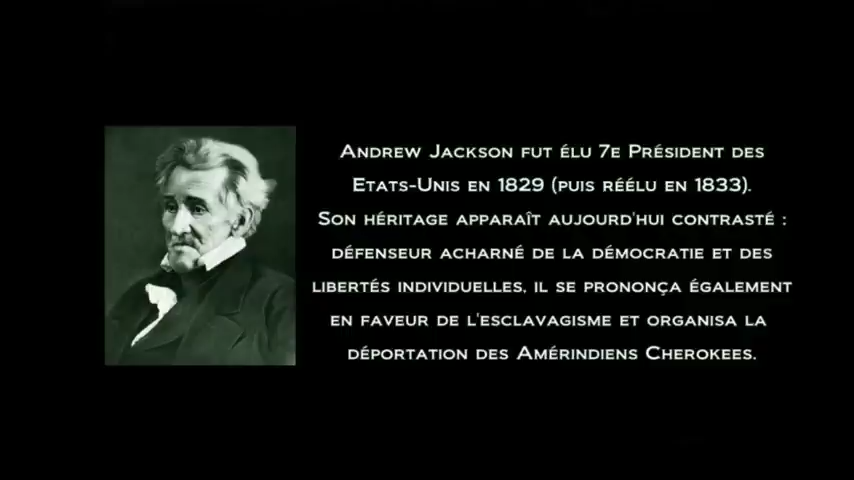 Andrew Jackson fut élu 7e Président des
Etats-Unis en 1829 (puis réélu en 1833).
Son héritage apparaît aujourd'hui contrasté :
défenseur acharné de la démocratie et des
libertés individuelles, il se prononça également
en faveur de l'esclavagisme et organisa la
déportation des Amérindiens Cherokees.